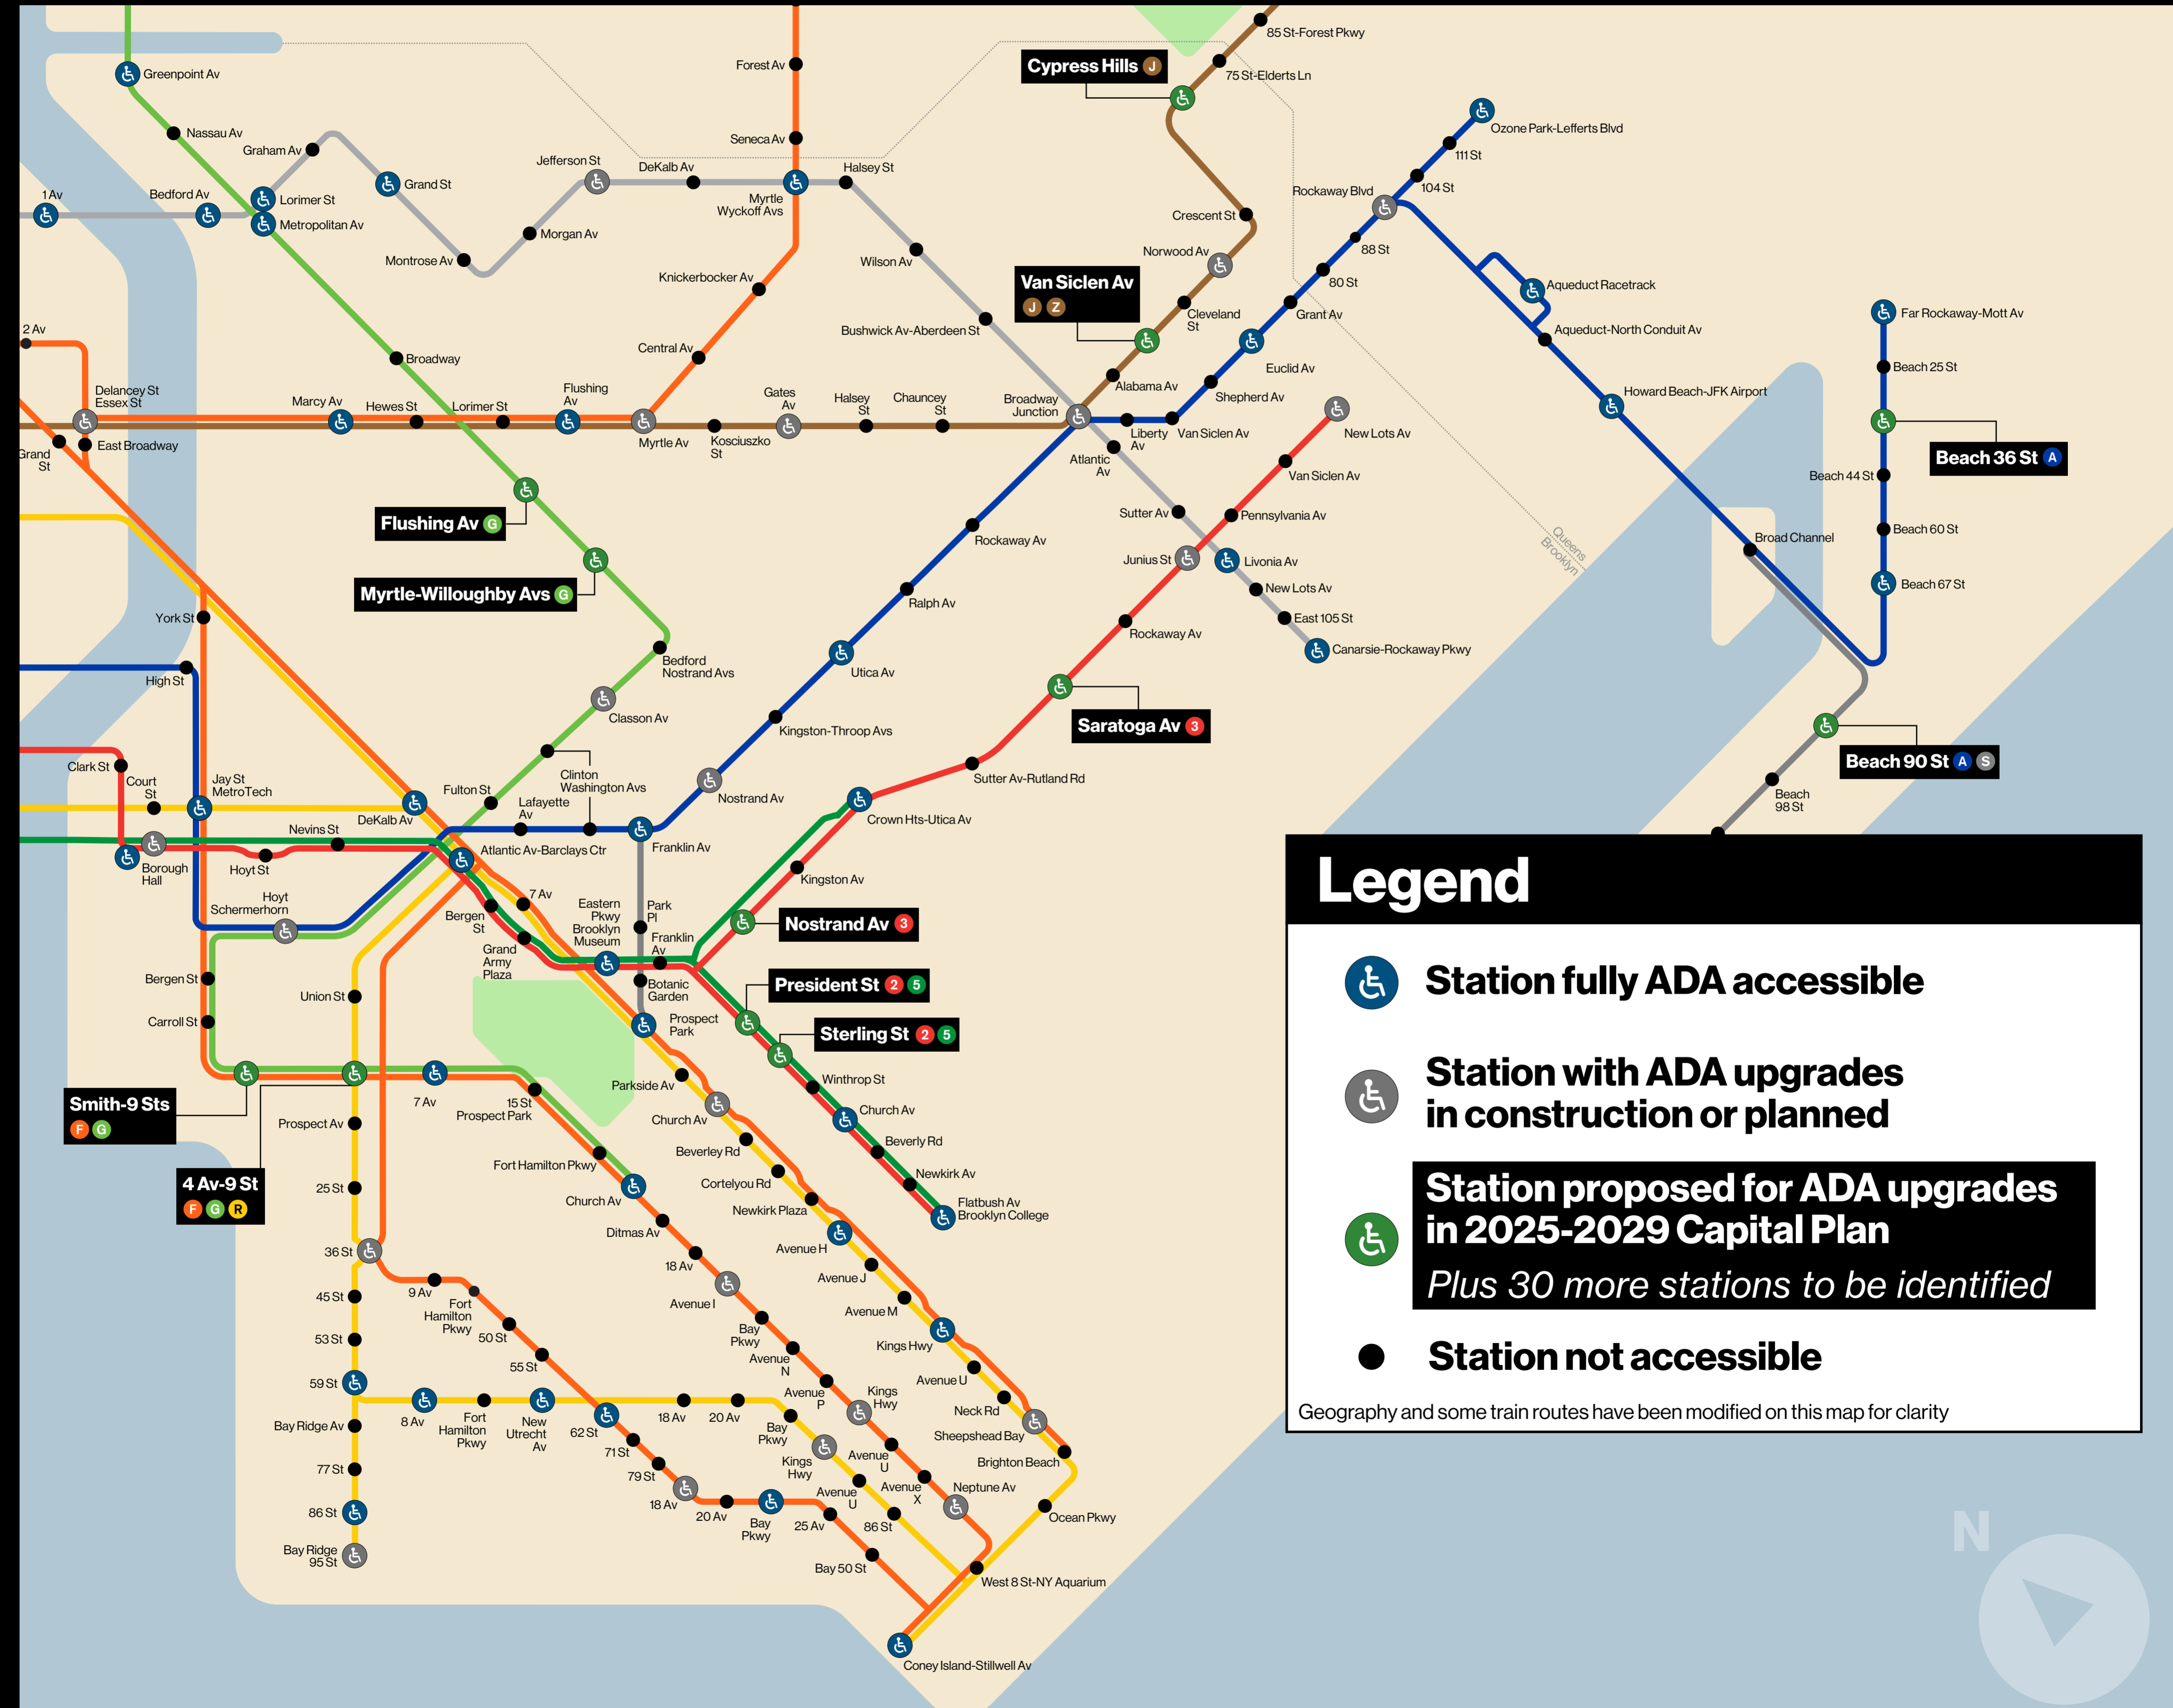 85 St-Forest Pkwy
Cypress Hills J
75 St-Elderts Ln
Forest Av
Greenpoint Av
Ozone Park-Lefferts Blvd
Nassau Av
Seneca Av
111 St
Graham Av
Jefferson St
DeKalb Av
Halsey St
104 St
Grand St
Rockaway Blvd
1 Av
Bedford Av
Lorimer St
Myrtle
Wyckoff Avs
Crescent St
Metropolitan Av
Morgan Av
88 St
Montrose Av
Wilson Av
Norwood Av
Knickerbocker Av
80 St
Van Siclen Av
J Z
Aqueduct Racetrack
Cleveland
St
Grant Av
Far Rockaway-Mott Av
2 Av
Bushwick Av-Aberdeen St
Aqueduct-North Conduit Av
Broadway
Central Av
Euclid Av
Beach 25 St
Alabama Av
Delancey St
Essex St
Marcy Av
Hewes St
Lorimer St
Flushing
Av
Gates
Av
Halsey
St
Chauncey
St
Broadway
Junction
Shepherd Av
Howard Beach-JFK Airport
East Broadway
Grand
St
Myrtle Av
Kosciuszko
St
Liberty
Av
Van Siclen Av
New Lots Av
Atlantic
Av
Beach 36 St A
Van Siclen Av
Beach 44 St
Flushing Av G
Sutter Av
Pennsylvania Av
Rockaway Av
Beach 60 St
Broad Channel
Queens
Brooklyn
Junius St
Livonia Av
Myrtle-Willoughby Avs G
New Lots Av
Beach 67 St
Ralph Av
York St
East 105 St
Rockaway Av
Canarsie-Rockaway Pkwy
Bedford
Nostrand Avs
Utica Av
High St
Classon Av
Saratoga Av 3
Kingston-Throop Avs
Clark St
Court
St
Jay St
MetroTech
Clinton
Washington Avs
Sutter Av-Rutland Rd
Beach 90 St A S
Fulton St
Lafayette
Av
Nostrand Av
Beach
98 St
DeKalb Av
Crown Hts-Utica Av
Nevins St
Atlantic Av-Barclays Ctr
Franklin Av
Borough
Hall
Hoyt St
Kingston Av
Hoyt
Schermerhorn
7 Av
Bergen
St
Eastern
Pkwy
Brooklyn
Museum
Park
Pl
Franklin
Av
Nostrand Av 3
Grand
Army
Plaza
Bergen St
Union St
Botanic
Garden
President St 2 5
Carroll St
Prospect
Park
Sterling St 2 5
Smith-9 Sts
F G
7 Av
15 St
Prospect Park
Parkside Av
Winthrop St
Prospect Av
Church Av
Church Av
Beverley Rd
Beverly Rd
4 Av-9 St
F G R
Fort Hamilton Pkwy
Cortelyou Rd
Newkirk Av
25 St
Church Av
Newkirk Plaza
Flatbush Av
Brooklyn College
Ditmas Av
Avenue H
36 St
18 Av
Avenue J
45 St
9 Av
Fort
Hamilton
Pkwy
Avenue I
Avenue M
50 St
Bay
Pkwy
53 St
55 St
Avenue
N
Kings Hwy
59 St
Avenue
P
Kings
Hwy
Avenue U
Bay Ridge Av
8 Av
Fort
Hamilton
Pkwy
New
Utrecht
Av
62 St
18 Av
20 Av
Bay
Pkwy
Neck Rd
Sheepshead Bay
71 St
77 St
79 St
Kings
Hwy
Avenue
U
Brighton Beach
18 Av
20 Av
Bay
Pkwy
25 Av
Avenue
U
Avenue
X
Neptune Av
86 St
86 St
Ocean Pkwy
Bay Ridge
95 St
Bay 50 St
West 8 St-NY Aquarium
Coney Island-Stillwell Av
Legend
Station fully ADA accessible
Station with ADA upgrades
in construction or planned
Station proposed for ADA upgrades
in 2025-2029 Capital Plan
Plus 30 more stations to be identified
Station not accessible
Geography and some train routes have been modified on this map for clarity
N